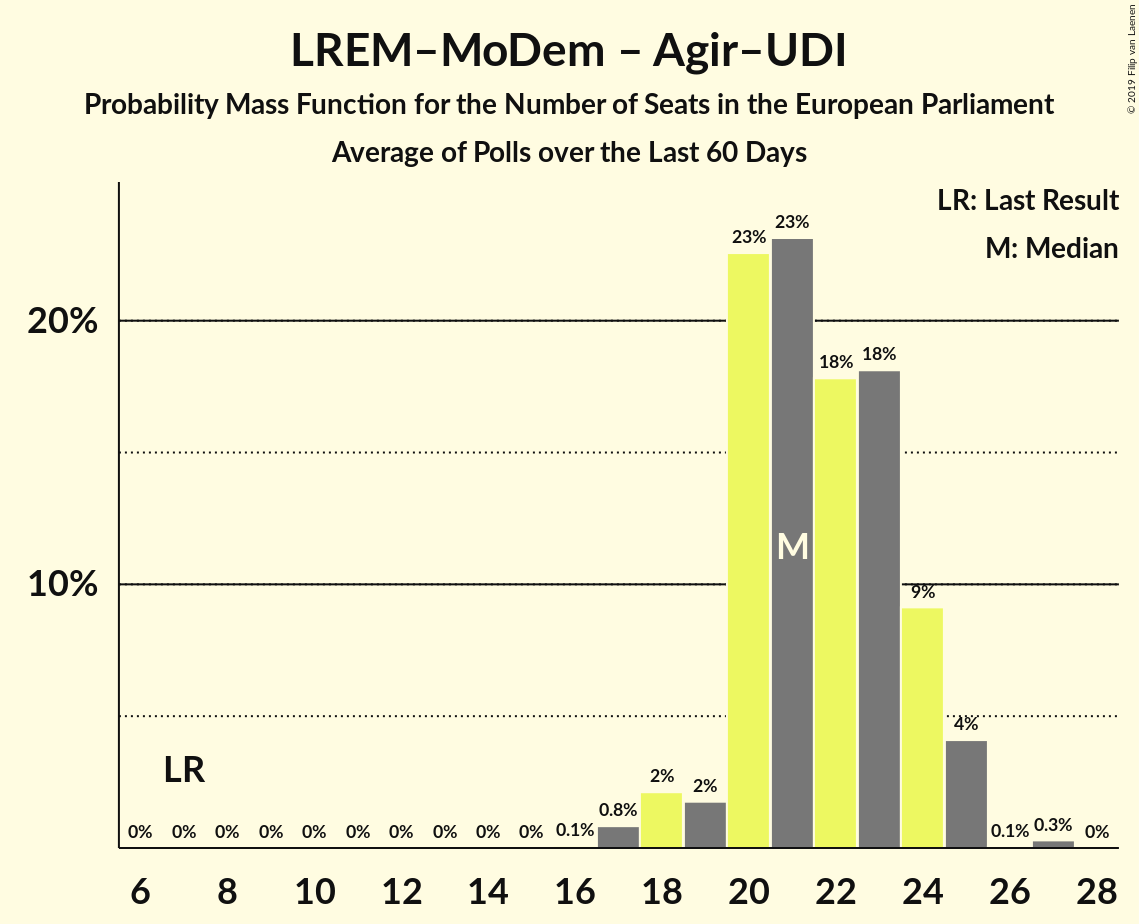 LREM–MoDem – Agir–UDI
Probability Mass Function for the Number of Seats in the European Parliament
Average of Polls over the Last 60 Days
© 2019 Filip van Laenen
LR: Last Result
M: Median
20%
10%
LR
M
0% 0% 0% 0% 0% 0% 0% 0% 0% 0% 0.1% 0.8% 2% 2% 23% 23% 18% 18% 9% 4% 0.1% 0.3% 0%
6 8 10 12 14 16 18 20 22 24 26 28